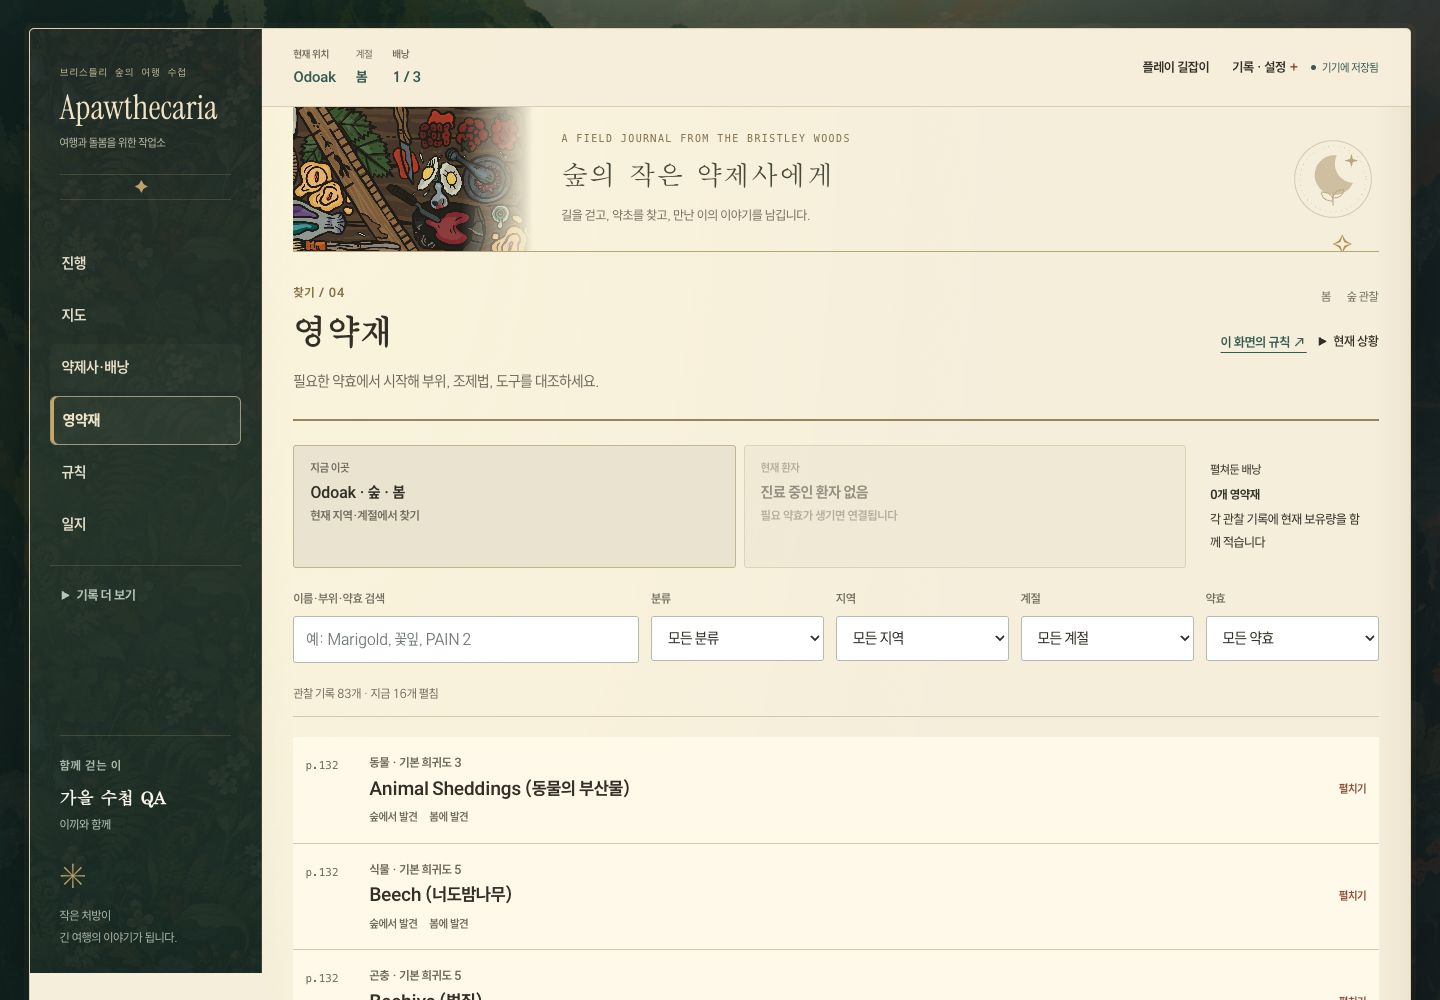 브리스틀리 숲의 여행 수첩
Apawthecaria
여행과 돌봄을 위한 작업소
진행
지도
약제사·배낭
영약재
규칙
일지
▶ 기록 더 보기
함께 걷는 이
가을 수첩 QA
이끼와 함께
작은 처방이
긴 여행의 이야기가 됩니다.
현재 위치 계절 배낭
Odoak 봄 1 / 3
플레이 길잡이 기록 · 설정 + 기기에 저장됨
A FIELD JOURNAL FROM THE BRISTLEY WOODS
숲의 작은 약제사에게
길을 걷고, 약초를 찾고, 만난 이의 이야기를 남깁니다.
찾기 / 04
영약재
필요한 약효에서 시작해 부위, 조제법, 도구를 대조하세요.
봄 숲 관찰
이 화면의 규칙 ↗ ▶ 현재 상황
지금 이곳
Odoak · 숲 · 봄
현재 지역·계절에서 찾기
현재 환자
진료 중인 환자 없음
필요 약효가 생기면 연결됩니다
펼쳐둔 배낭
0개 영약재
각 관찰 기록에 현재 보유량을 함
께 적습니다
이름·부위·약효 검색 분류 지역 계절 약효
예: Marigold, 꽃잎, PAIN 2 모든 분류 모든 지역 모든 계절 모든 약효
관찰 기록 83개 · 지금 16개 펼침
p.132 동물 · 기본 희귀도 3
Animal Sheddings (동물의 부산물)
숲에서 발견 봄에 발견
펼치기
p.132 식물 · 기본 희귀도 5
Beech (너도밤나무)
숲에서 발견 봄에 발견
펼치기
p.132 곤충 · 기본 희귀도 5
Beehive (벌집)
펼치기